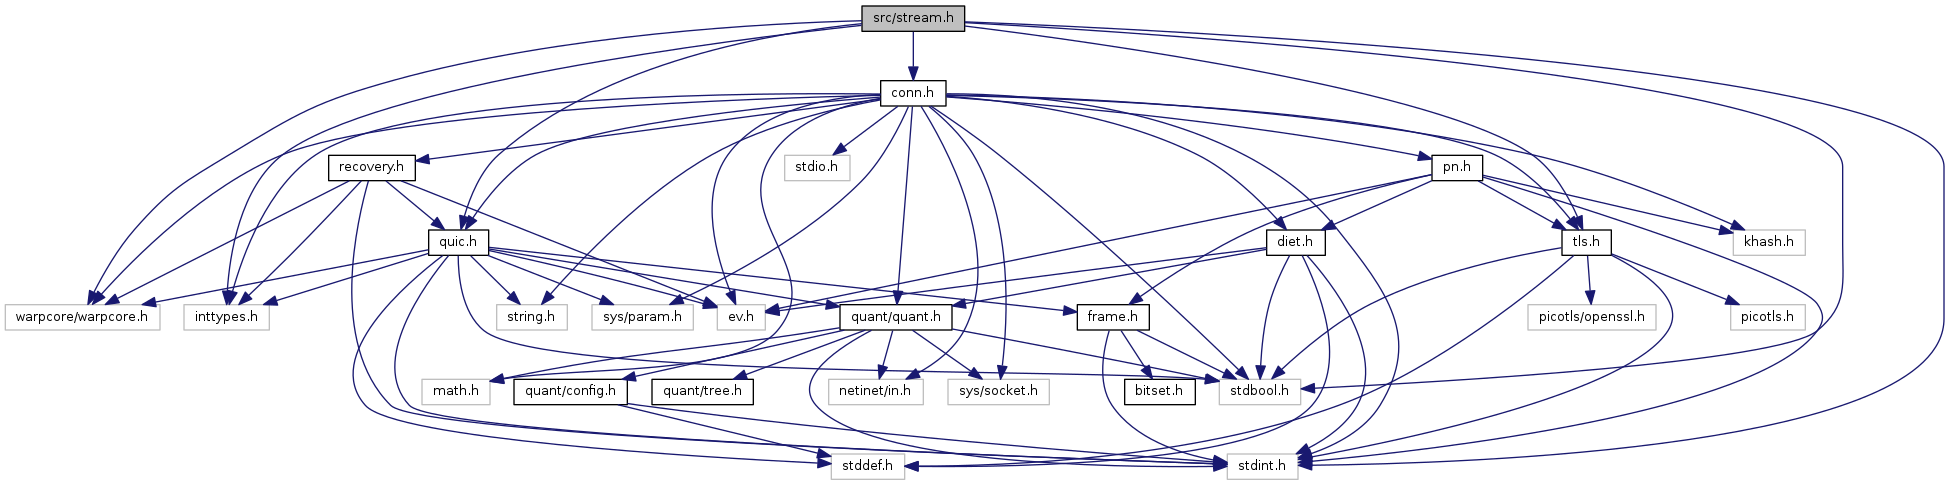 src/stream.h
conn.h
recovery.h
stdio.h
pn.h
quic.h
diet.h
tls.h
khash.h
warpcore/warpcore.h
inttypes.h
string.h
sys/param.h
ev.h
quant/quant.h
frame.h
picotls/openssl.h
picotls.h
math.h
quant/config.h
quant/tree.h
netinet/in.h
sys/socket.h
bitset.h
stdbool.h
stddef.h
stdint.h